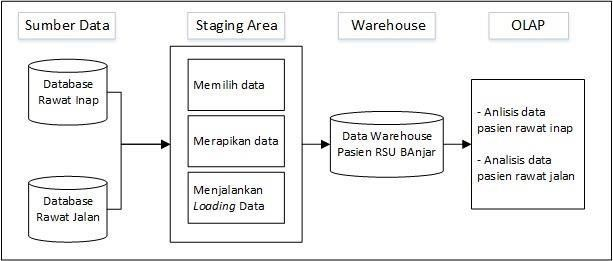 Sumber Data
Staging Area
Warehouse
OLAP
Database
Rawat Inap
Database
Rawat Jalan
Memilih data
Merapikan data
Menjalankan
Loading Data
Data Warehouse
Pasien RSU BAnjar
- Anlisis data
pasien rawat inap
- Analisis data
pasien rawat jalan